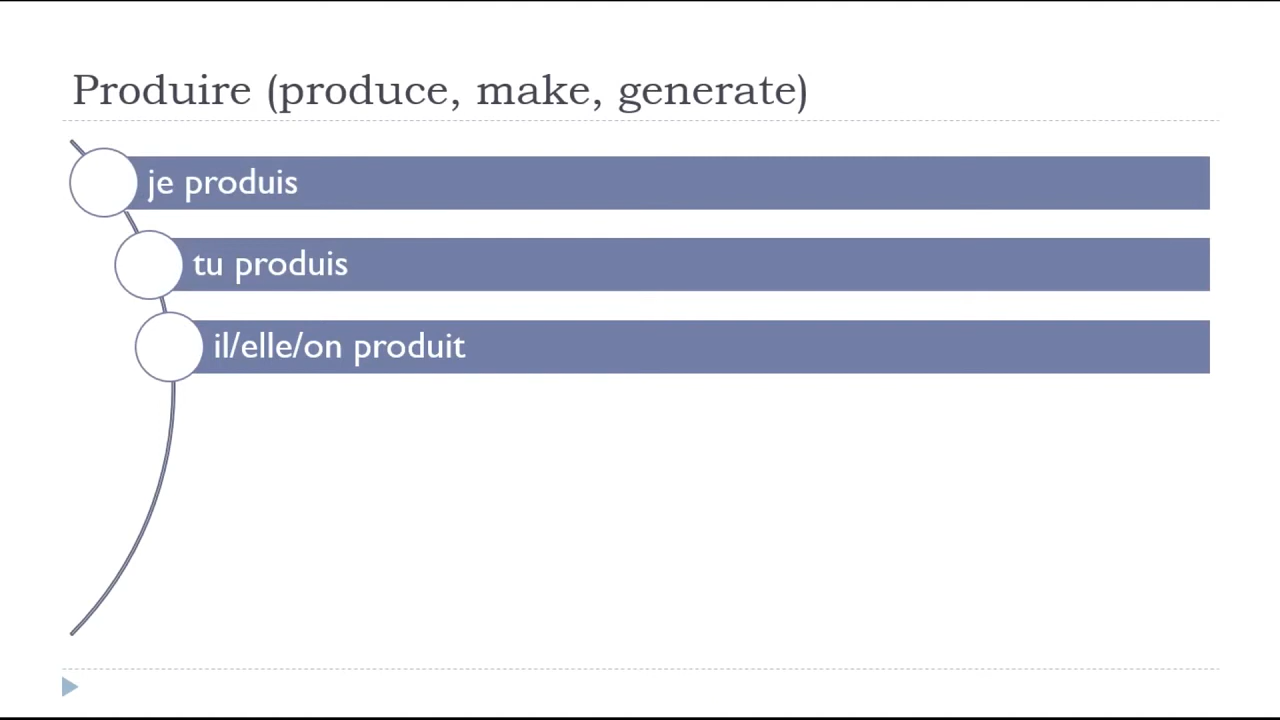 Produire (produce, make, generate)
je produis
tu produis
il/elle/on produit